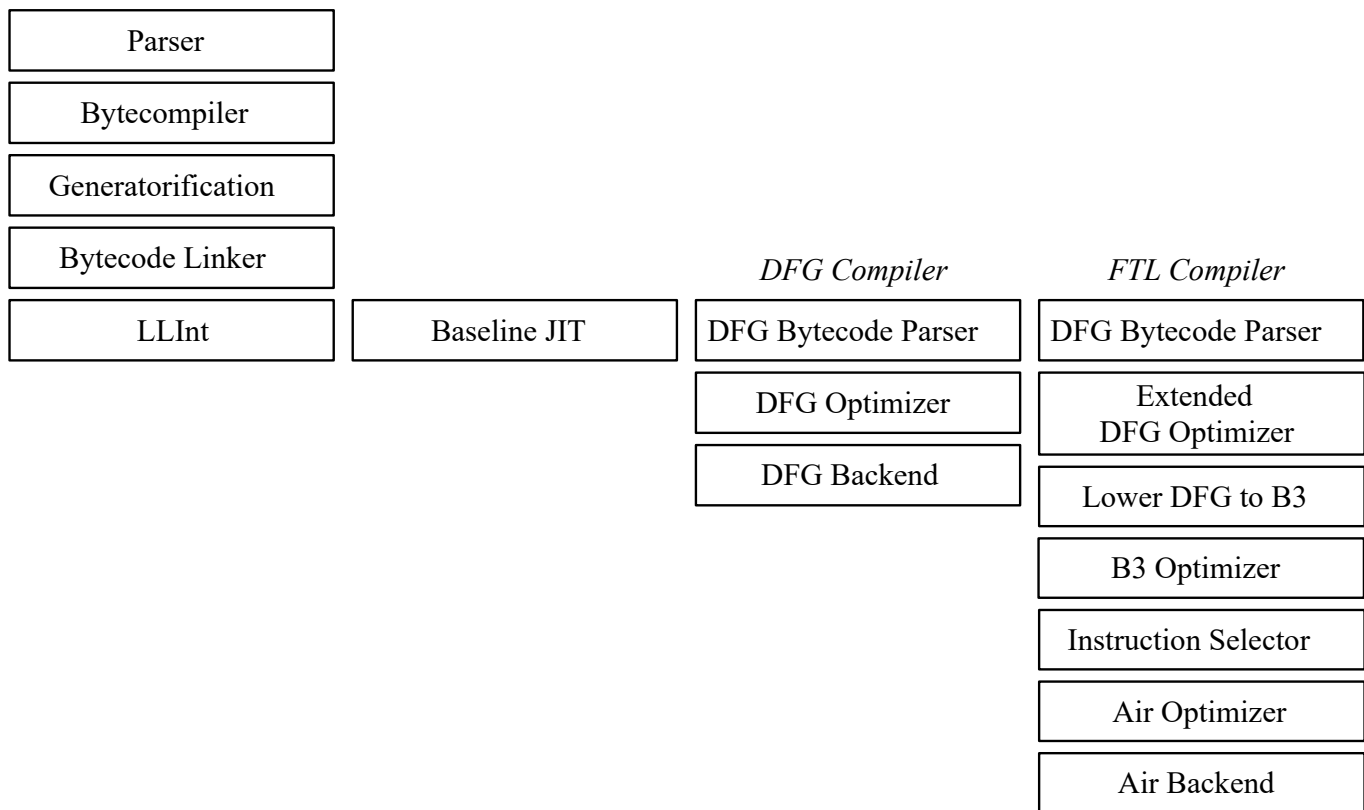 Parser
Bytecompiler
Generatorification
Bytecode Linker
LLInt
Baseline JIT
DFG Compiler
DFG Bytecode Parser
DFG Optimizer
DFG Backend
FTL Compiler
DFG Bytecode Parser
Extended
DFG Optimizer
Lower DFG to B3
B3 Optimizer
Instruction Selector
Air Optimizer
Air Backend